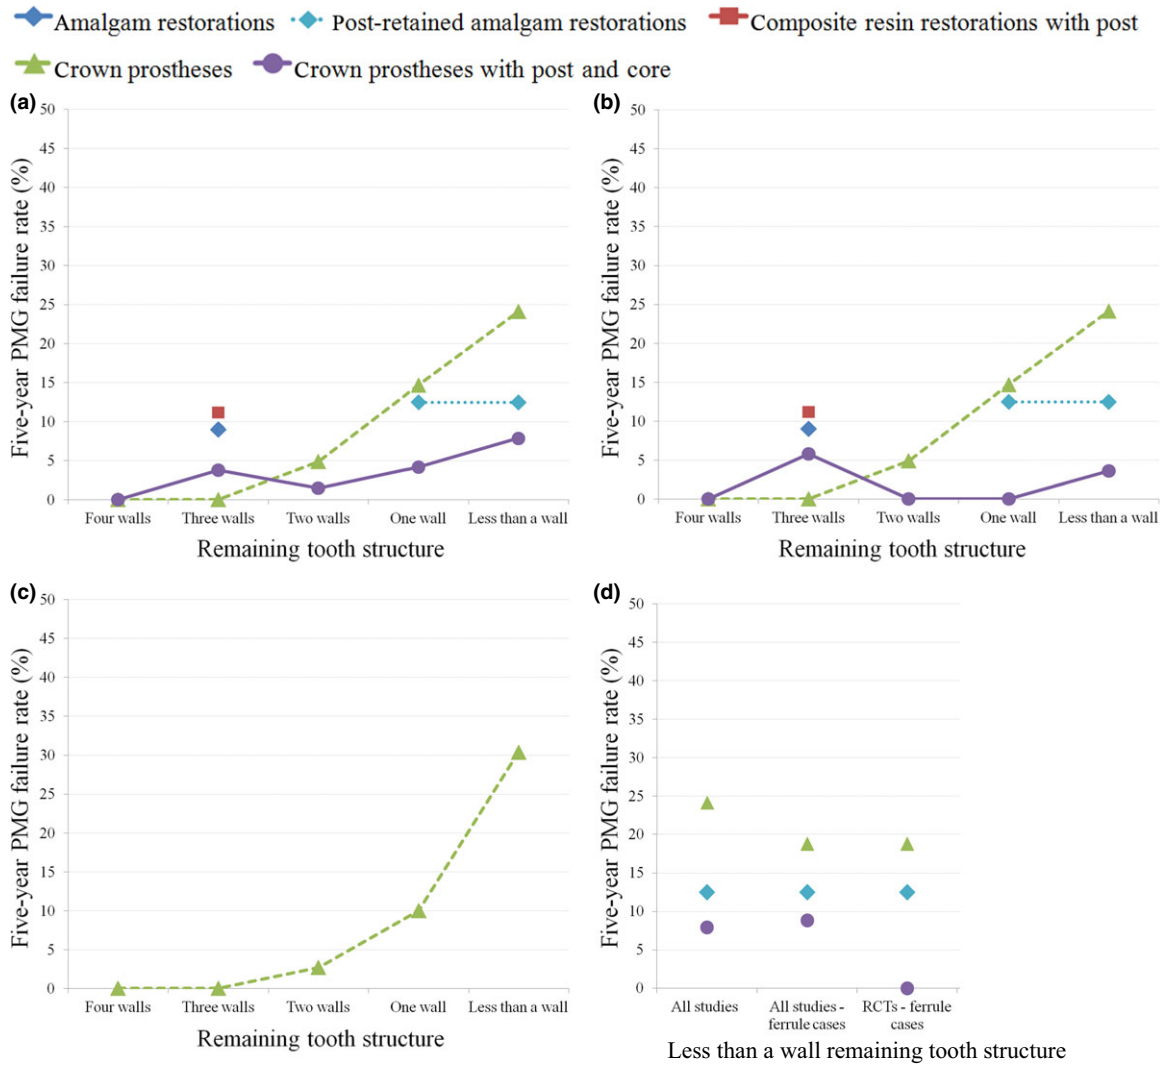 Amalgam restorations Post-retained amalgam restorations Composite resin restorations with post
Crown prostheses Crown prostheses with post and core
(a)
Five-year PMG failure rate (%)
50
45
40
35
30
25
20
15
10
5
0
Four walls Three walls Two walls One wall Less than a wall
Remaining tooth structure
(b)
Five-year PMG failure rate (%)
50
45
40
35
30
25
20
15
10
5
0
Four walls Three walls Two walls One wall Less than a wall
Remaining tooth structure
(c)
Five-year PMG failure rate (%)
50
45
40
35
30
25
20
15
10
5
0
Four walls Three walls Two walls One wall Less than a wall
Remaining tooth structure
(d)
Five-year PMG failure rate (%)
50
45
40
35
30
25
20
15
10
5
0
All studies All studies - RCTs - ferrule
ferrule cases cases
Less than a wall remaining tooth structure